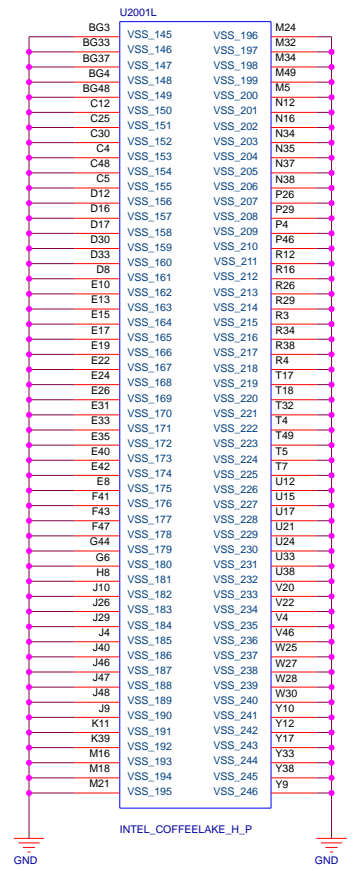 U2001L
BG3 VSS_145 VSS_196 M24
BG33 VSS_146 VSS_197 M32
BG37 VSS_147 VSS_198 M34
BG4 VSS_148 VSS_199 M49
BG48 VSS_149 VSS_200 M5
C12 VSS_150 VSS_201 N12
C25 VSS_151 VSS_202 N16
C30 VSS_152 VSS_203 N34
C4 VSS_153 VSS_204 N35
C48 VSS_154 VSS_205 N37
C5 VSS_155 VSS_206 N38
D12 VSS_156 VSS_207 P26
D16 VSS_157 VSS_208 P29
D17 VSS_158 VSS_209 P4
D30 VSS_159 VSS_210 P46
D33 VSS_160 VSS_211 R12
D8 VSS_161 VSS_212 R16
E10 VSS_162 VSS_213 R26
E13 VSS_163 VSS_214 R29
E15 VSS_164 VSS_215 R3
E17 VSS_165 VSS_216 R34
E19 VSS_166 VSS_217 R38
E22 VSS_167 VSS_218 R4
E24 VSS_168 VSS_219 T17
E26 VSS_169 VSS_220 T18
E31 VSS_170 VSS_221 T32
E33 VSS_171 VSS_222 T4
E35 VSS_172 VSS_223 T49
E40 VSS_173 VSS_224 T5
E42 VSS_174 VSS_225 T7
E8 VSS_175 VSS_226 U12
F41 VSS_176 VSS_227 U15
F43 VSS_177 VSS_228 U17
F47 VSS_178 VSS_229 U21
G44 VSS_179 VSS_230 U24
G6 VSS_180 VSS_231 U33
H8 VSS_181 VSS_232 U38
J10 VSS_182 VSS_233 V20
J26 VSS_183 VSS_234 V22
J29 VSS_184 VSS_235 V4
J4 VSS_185 VSS_236 V46
J40 VSS_186 VSS_237 W25
J46 VSS_187 VSS_238 W27
J47 VSS_188 VSS_239 W28
J48 VSS_189 VSS_240 W30
J9 VSS_190 VSS_241 Y10
K11 VSS_191 VSS_242 Y12
K39 VSS_192 VSS_243 Y17
M16 VSS_193 VSS_244 Y33
M18 VSS_194 VSS_245 Y38
M21 VSS_195 VSS_246 Y9
INTEL_COFFEELAKE_H_P
GND GND